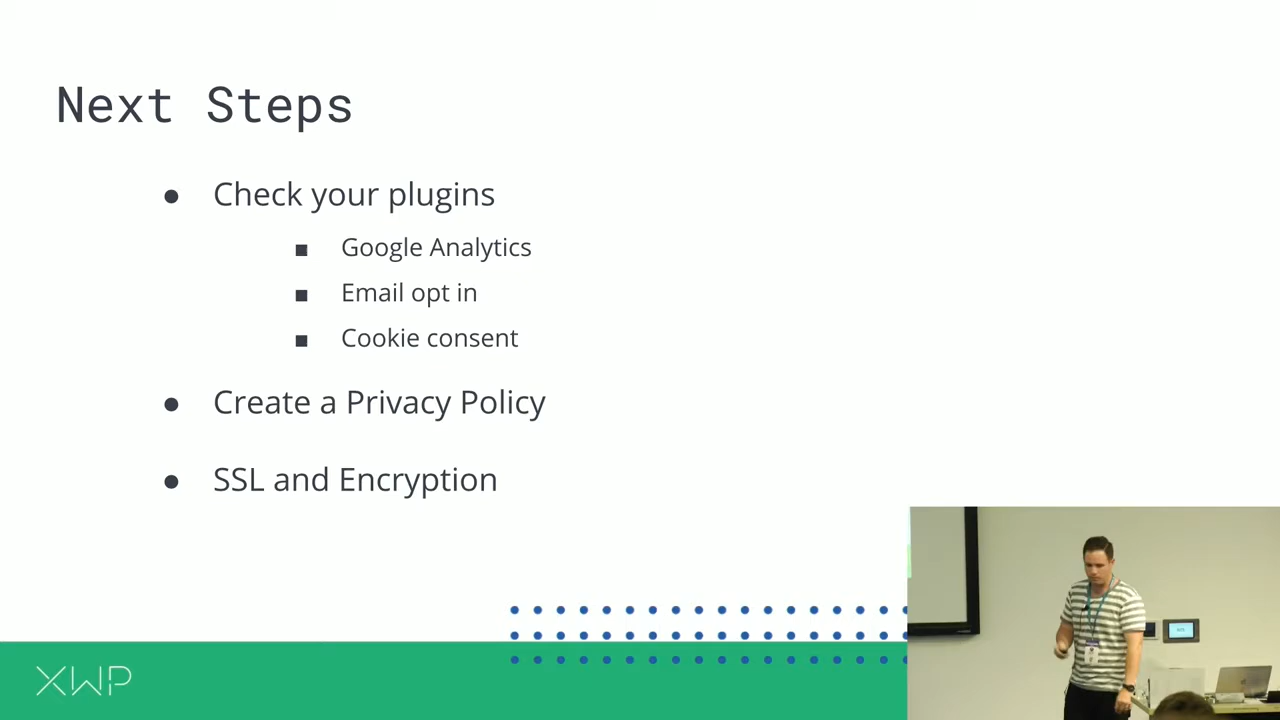 Next Steps
Check your plugins
Google Analytics
Email opt in
Cookie consent
Create a Privacy Policy
SSL and Encryption
XWP